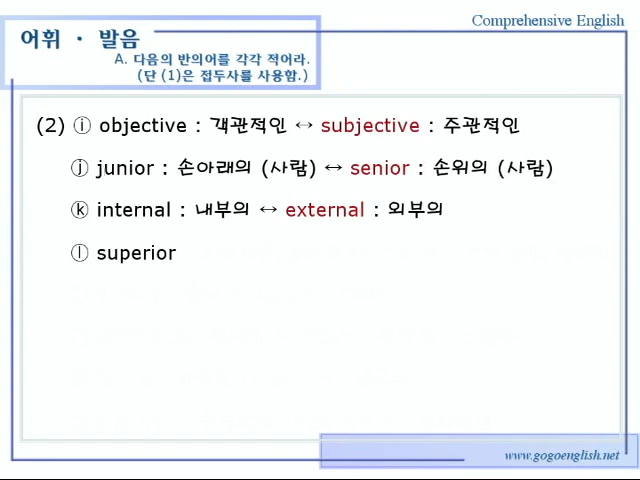 Comprehensive English
어휘 · 발음
A. 다음의 반의어를 각각 적어라.
(단 (1)은 접두사를 사용함.)
(2) ⓘ objective : 객관적인 ↔ subjective : 주관적인
ⓙ junior : 손아래의 (사람) ↔ senior : 손위의 (사람)
ⓚ internal : 내부의 ↔ external : 외부의
ⓛ superior
www.gogoenglish.net